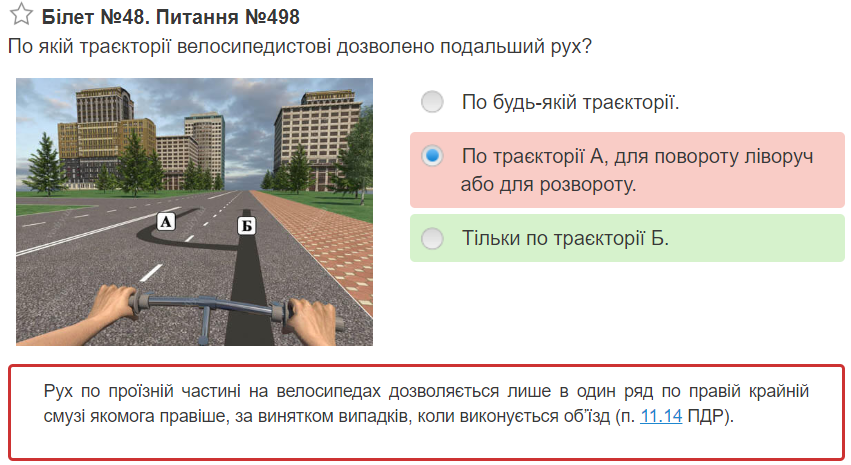 Білет №48. Питання №498
По якій траєкторії велосипедистові дозволено подальший рух?
А
Б
По будь-якій траєкторії.
По траєкторії А, для повороту ліворуч
або для розвороту.
Тільки по траєкторії Б.
Рух по проїзній частині на велосипедах дозволяється лише в один ряд по правій крайній
смузі якомога правіше, за винятком випадків, коли виконується об’їзд (п. 11.14 ПДР).